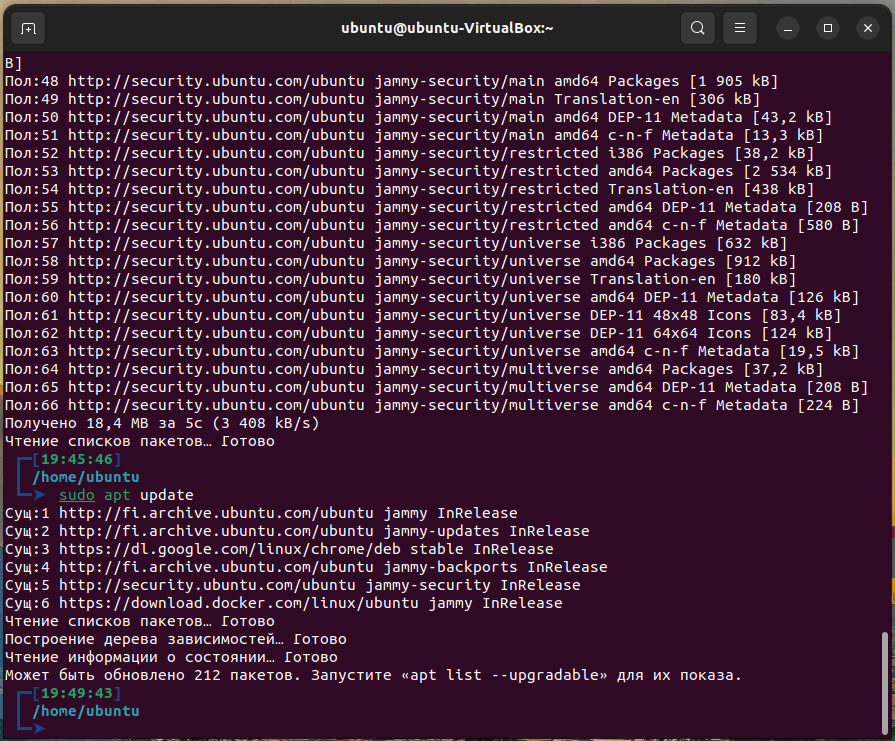 ubuntu@ubuntu-VirtualBox:~
B]
Пол:48 http://security.ubuntu.com/ubuntu jammy-security/main amd64 Packages [1 905 kB]
Пол:49 http://security.ubuntu.com/ubuntu jammy-security/main Translation-en [306 kB]
Пол:50 http://security.ubuntu.com/ubuntu jammy-security/main amd64 DEP-11 Metadata [43,2 kB]
Пол:51 http://security.ubuntu.com/ubuntu jammy-security/main amd64 c-n-f Metadata [13,3 kB]
Пол:52 http://security.ubuntu.com/ubuntu jammy-security/restricted i386 Packages [38,2 kB]
Пол:53 http://security.ubuntu.com/ubuntu jammy-security/restricted amd64 Packages [2 534 kB]
Пол:54 http://security.ubuntu.com/ubuntu jammy-security/restricted Translation-en [438 kB]
Пол:55 http://security.ubuntu.com/ubuntu jammy-security/restricted amd64 DEP-11 Metadata [208 B]
Пол:56 http://security.ubuntu.com/ubuntu jammy-security/restricted amd64 c-n-f Metadata [580 B]
Пол:57 http://security.ubuntu.com/ubuntu jammy-security/universe i386 Packages [632 kB]
Пол:58 http://security.ubuntu.com/ubuntu jammy-security/universe amd64 Packages [912 kB]
Пол:59 http://security.ubuntu.com/ubuntu jammy-security/universe Translation-en [180 kB]
Пол:60 http://security.ubuntu.com/ubuntu jammy-security/universe amd64 DEP-11 Metadata [126 kB]
Пол:61 http://security.ubuntu.com/ubuntu jammy-security/universe DEP-11 48x48 Icons [83,4 kB]
Пол:62 http://security.ubuntu.com/ubuntu jammy-security/universe DEP-11 64x64 Icons [124 kB]
Пол:63 http://security.ubuntu.com/ubuntu jammy-security/universe amd64 c-n-f Metadata [19,5 kB]
Пол:64 http://security.ubuntu.com/ubuntu jammy-security/multiverse amd64 Packages [37,2 kB]
Пол:65 http://security.ubuntu.com/ubuntu jammy-security/multiverse amd64 DEP-11 Metadata [208 B]
Пол:66 http://security.ubuntu.com/ubuntu jammy-security/multiverse amd64 c-n-f Metadata [224 B]
Получено 18,4 MB за 5с (3 408 kB/s)
Чтение списков пакетов… Готово
[19:45:46]
/home/ubuntu
sudo apt update
Сущ:1 http://fi.archive.ubuntu.com/ubuntu jammy InRelease
Сущ:2 http://fi.archive.ubuntu.com/ubuntu jammy-updates InRelease
Сущ:3 https://dl.google.com/linux/chrome/deb stable InRelease
Сущ:4 http://fi.archive.ubuntu.com/ubuntu jammy-backports InRelease
Сущ:5 http://security.ubuntu.com/ubuntu jammy-security InRelease
Сущ:6 https://download.docker.com/linux/ubuntu jammy InRelease
Чтение списков пакетов… Готово
Построение дерева зависимостей… Готово
Чтение информации о состоянии… Готово
Может быть обновлено 212 пакетов. Запустите «apt list --upgradable» для их показа.
[19:49:43]
/home/ubuntu